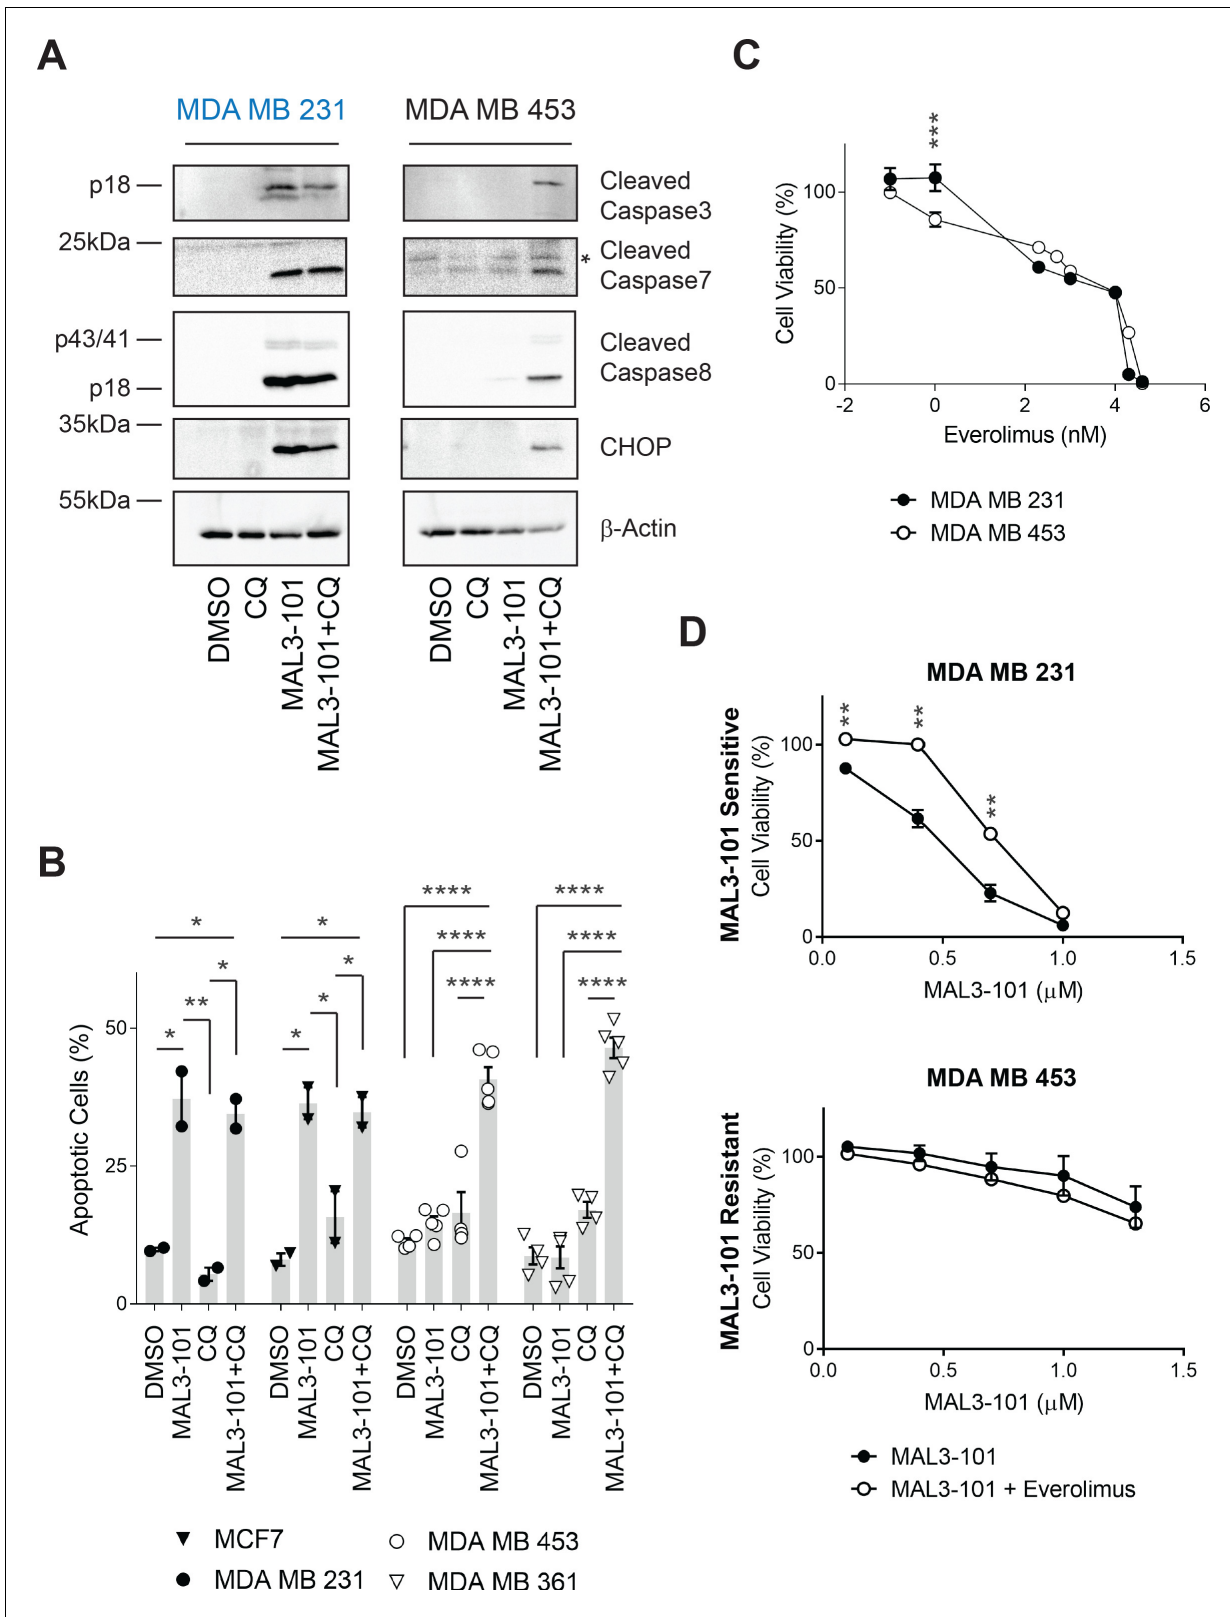 A
MDA MB 231
MDA MB 453
p18
Cleaved
Caspase3
25kDa
*
Cleaved
Caspase7
p43/41
p18
Cleaved
Caspase8
35kDa
CHOP
55kDa
β-Actin
DMSO
CQ
MAL3-101
MAL3-101+CQ
DMSO
CQ
MAL3-101
MAL3-101+CQ
B
Apoptotic Cells (%)
50
25
0
*
**
*
*
*
*
*
*
****
****
****
****
****
****
DMSO
MAL3-101
CQ
MAL3-101+CQ
DMSO
MAL3-101
CQ
MAL3-101+CQ
DMSO
MAL3-101
CQ
MAL3-101+CQ
DMSO
MAL3-101
CQ
MAL3-101+CQ
MCF7
MDA MB 453
MDA MB 231
MDA MB 361
C
***
Cell Viability (%)
100
50
0
-2 0 2 4 6
Everolimus (nM)
MDA MB 231
MDA MB 453
D
MDA MB 231
MAL3-101 Sensitive
Cell Viability (%)
**
**
**
100
50
0
0.0 0.5 1.0 1.5
MAL3-101 (μM)
MDA MB 453
MAL3-101 Resistant
Cell Viability (%)
100
50
0
0.0 0.5 1.0 1.5
MAL3-101 (μM)
MAL3-101
MAL3-101 + Everolimus